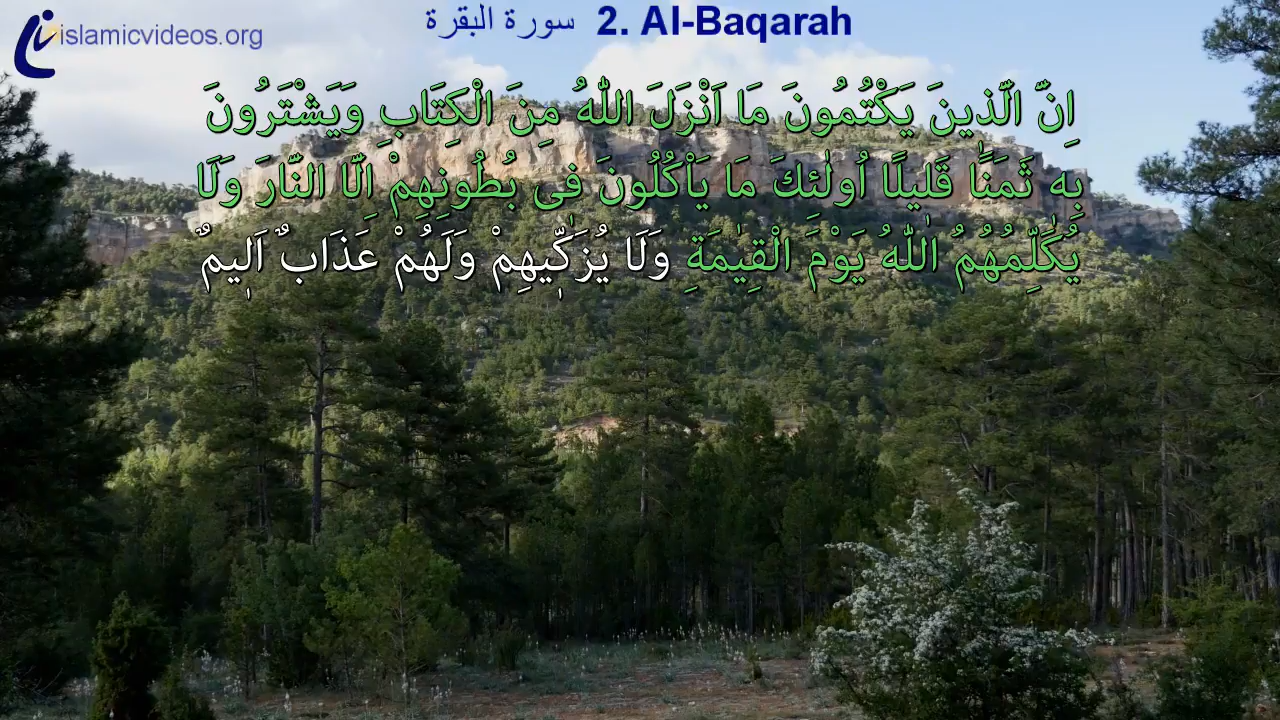 islamicvideos.org
سورة البقرة 2. Al-Baqarah
اِنَّ الَّذٖينَ يَكْتُمُونَ مَا اَنْزَلَ اللّٰهُ مِنَ الْكِتَابِ وَيَشْتَرُونَ
بِهٖ ثَمَنًا قَلٖيلًا اُولٰئِكَ مَا يَاْكُلُونَ فٖى بُطُونِهِمْ اِلَّا النَّارَ وَلَا
يُكَلِّمُهُمُ اللّٰهُ يَوْمَ الْقِيٰمَةِ وَلَا يُزَكّٖيهِمْ وَلَهُمْ عَذَابٌ اَلٖيمٌ